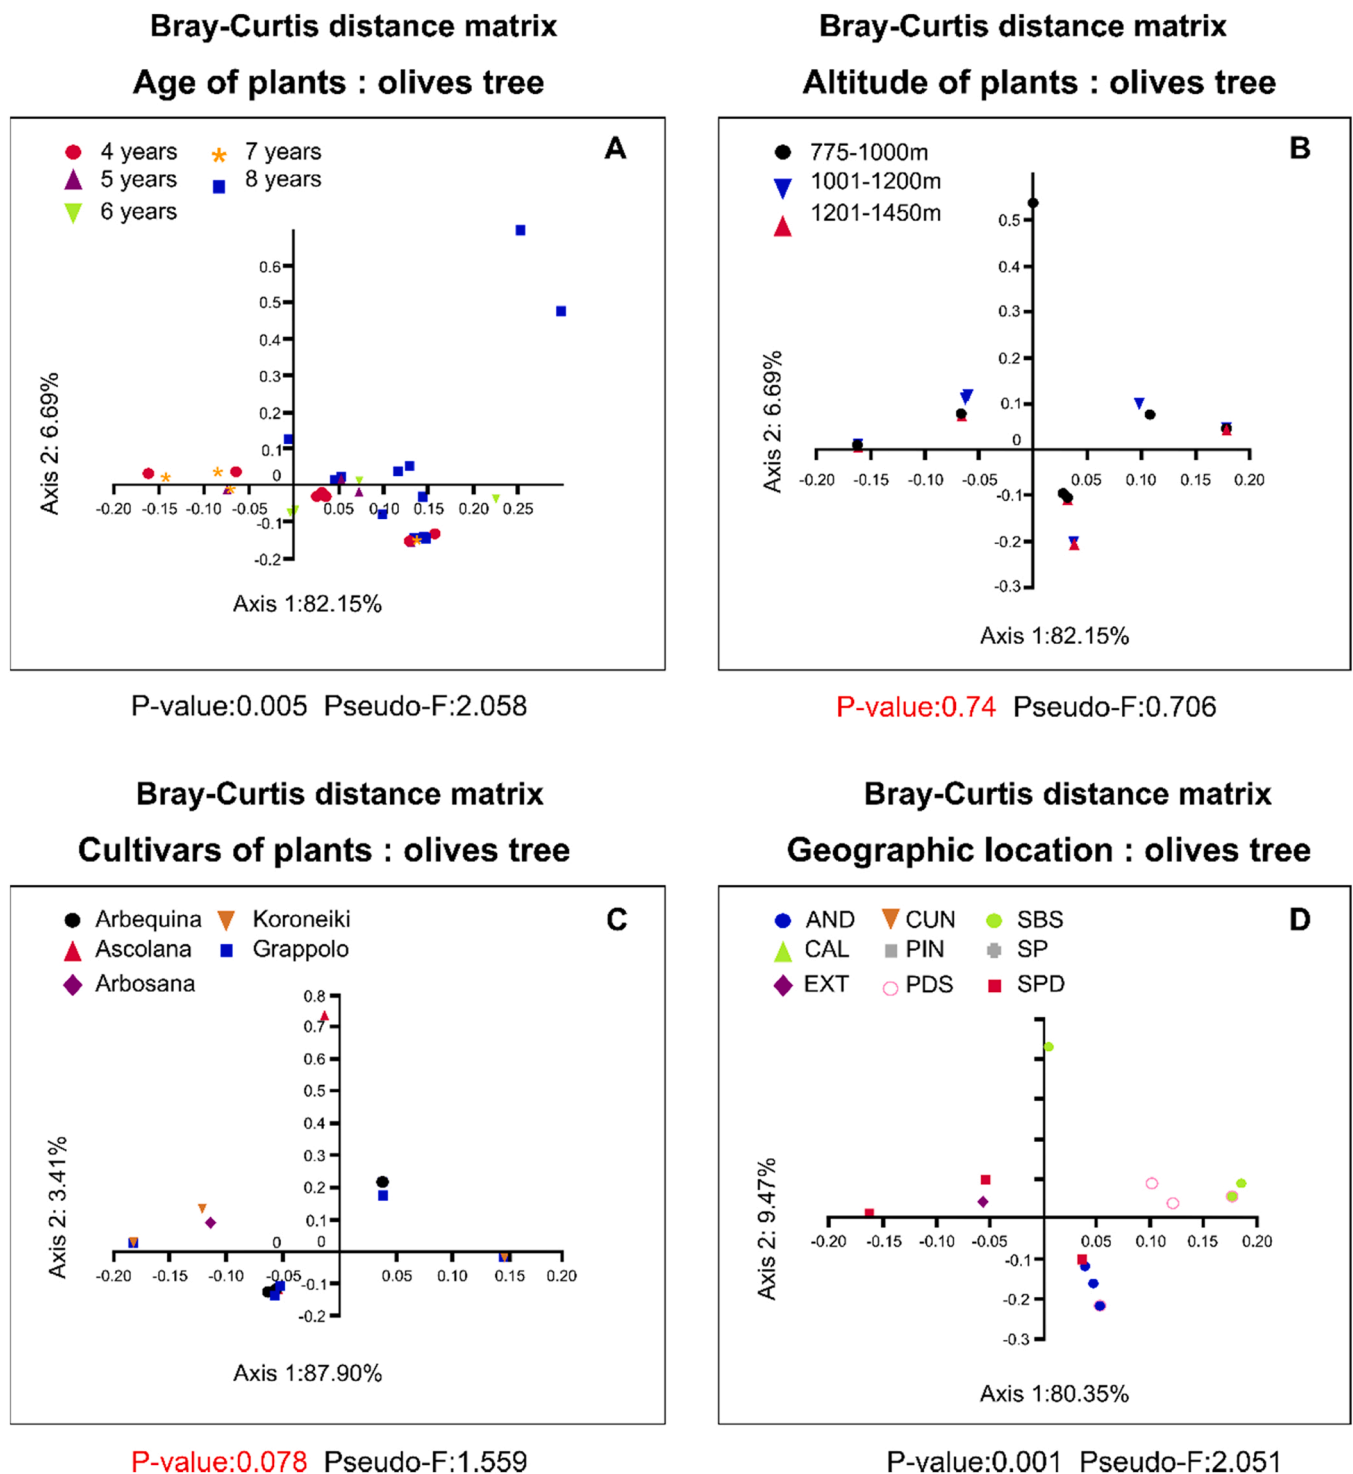 Bray-Curtis distance matrix
Age of plants : olives tree
A
4 years
7 years
5 years
8 years
6 years
0.6
0.5
0.4
0.3
0.2
0.1
0
-0.20 -0.15 -0.10 -0.05 0.05 0.10 0.15 0.20 0.25
-0.1
-0.2
Axis 2: 6.69%
Axis 1:82.15%
P-value:0.005 Pseudo-F:2.058
Bray-Curtis distance matrix
Altitude of plants : olives tree
B
775-1000m
1001-1200m
1201-1450m
0.5
0.4
0.3
0.2
0.1
0
-0.20 -0.15 -0.10 -0.05 0.05 0.10 0.15 0.20
-0.1
-0.2
-0.3
Axis 2: 6.69%
Axis 1:82.15%
P-value:0.74 Pseudo-F:0.706
Bray-Curtis distance matrix
Cultivars of plants : olives tree
C
Arbequina
Koroneiki
Ascolana
Grappolo
Arbosana
0.8
0.7
0.6
0.5
0.4
0.3
0.2
0.1
0 0
-0.20 -0.15 -0.10 -0.05 0.05 0.10 0.15 0.20
-0.1
-0.2
Axis 2: 3.41%
Axis 1:87.90%
P-value:0.078 Pseudo-F:1.559
Bray-Curtis distance matrix
Geographic location : olives tree
D
AND CUN SBS
CAL PIN SP
EXT PDS SPD
-0.20 -0.15 -0.10 -0.05 0.05 0.10 0.15 0.20
-0.1
-0.2
-0.3
Axis 2: 9.47%
Axis 1:80.35%
P-value:0.001 Pseudo-F:2.051